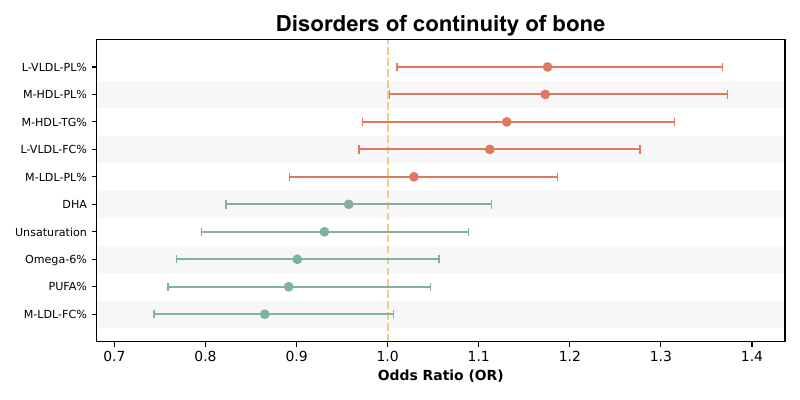 Disorders of continuity of bone
L-VLDL-PL%
M-HDL-PL%
M-HDL-TG%
L-VLDL-FC%
M-LDL-PL%
DHA
Unsaturation
Omega-6%
PUFA%
M-LDL-FC%
0.7 0.8 0.9 1.0 1.1 1.2 1.3 1.4
Odds Ratio (OR)